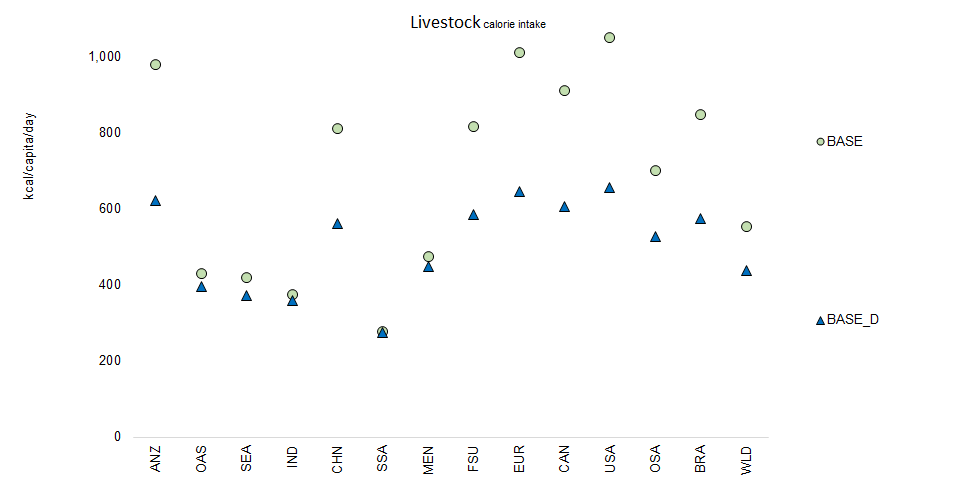 Livestock calorie intake
kcal/capita/day
1,000
800
600
400
200
0
ANZ
OAS
SEA
IND
CHN
SSA
MEN
FSU
EUR
CAN
USA
OSA
BRA
WLD
BASE
BASE_D